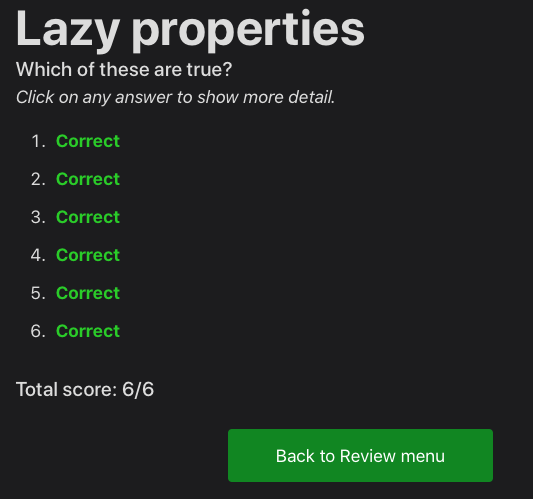 Lazy properties
Which of these are true?
Click on any answer to show more detail.
1. Correct
2. Correct
3. Correct
4. Correct
5. Correct
6. Correct
Total score: 6/6
Back to Review menu